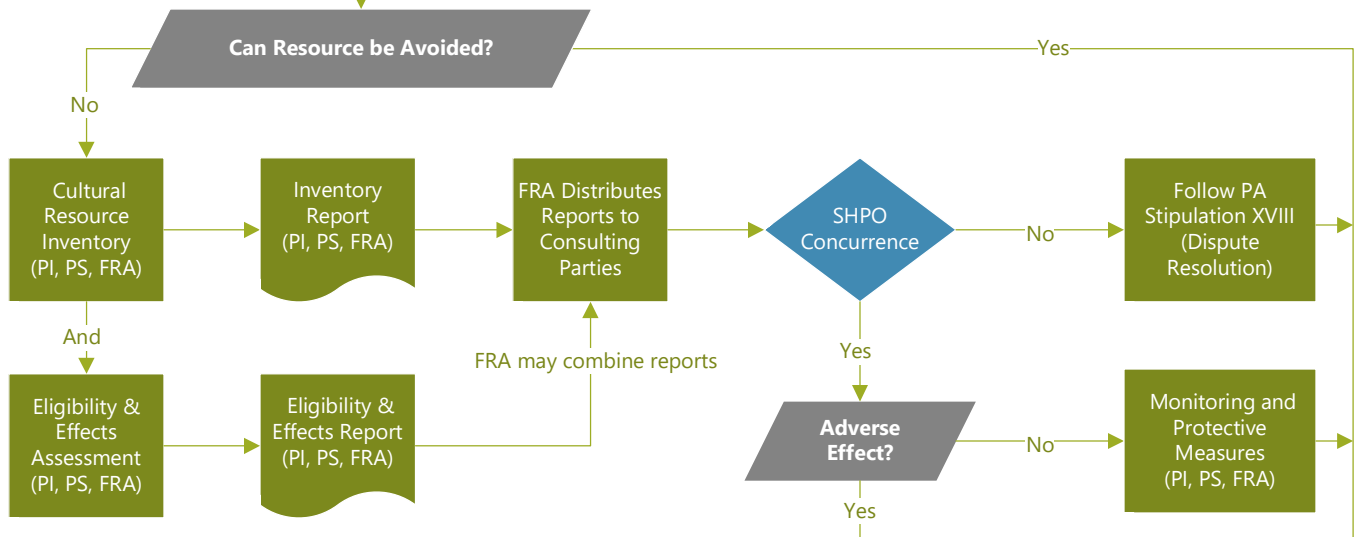 Can Resource be Avoided?
Yes
No
Cultural
Resource
Inventory
(PI, PS, FRA)
Inventory
Report
(PI, PS, FRA)
FRA Distributes
Reports to
Consulting
Parties
SHPO
Concurrence
No
Follow PA
Stipulation XVIII
(Dispute
Resolution)
And
FRA may combine reports
Yes
Eligibility &
Effects
Assessment
(PI, PS, FRA)
Eligibility &
Effects Report
(PI, PS, FRA)
Adverse
Effect?
No
Monitoring and
Protective
Measures
(PI, PS, FRA)
Yes